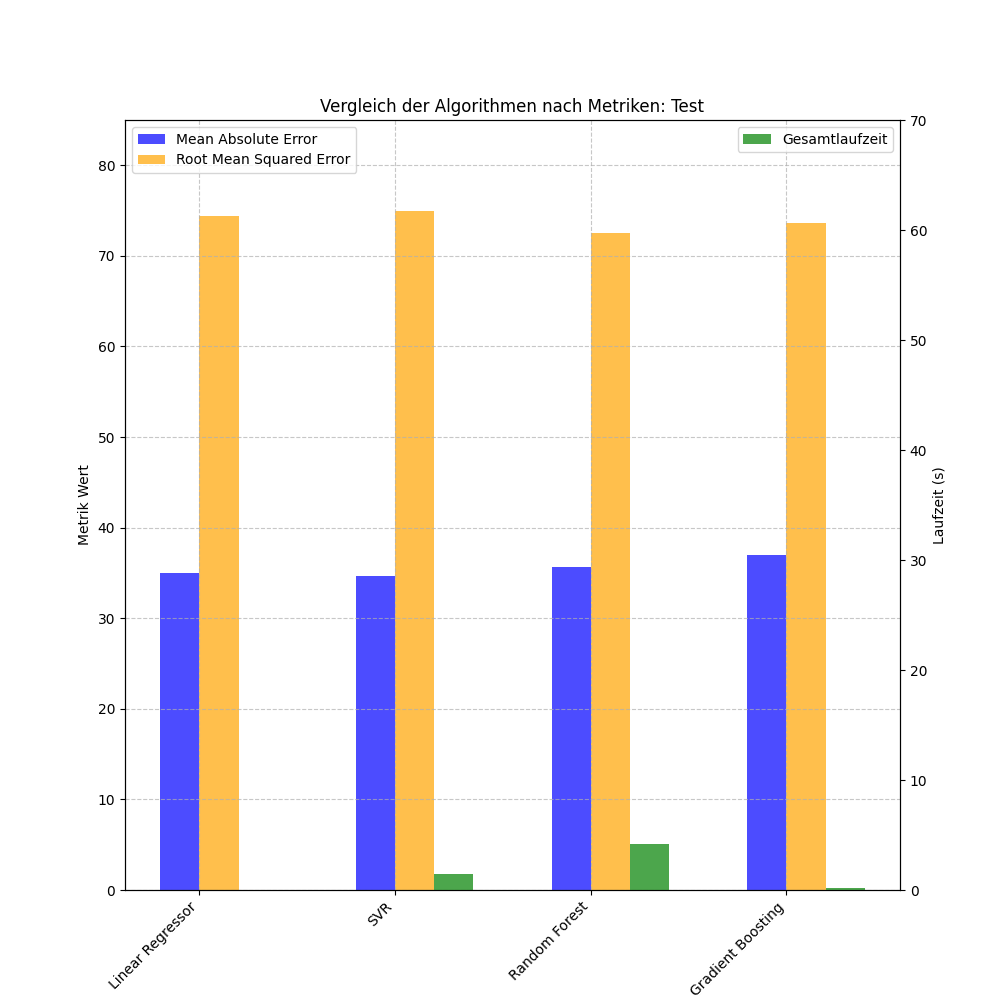 Vergleich der Algorithmen nach Metriken: Test
Mean Absolute Error
Root Mean Squared Error
Gesamtlaufzeit
Metrik Wert
80
70
60
50
40
30
20
10
0
Laufzeit (s)
70
60
50
40
30
20
10
0
Linear Regressor
SVR
Random Forest
Gradient Boosting